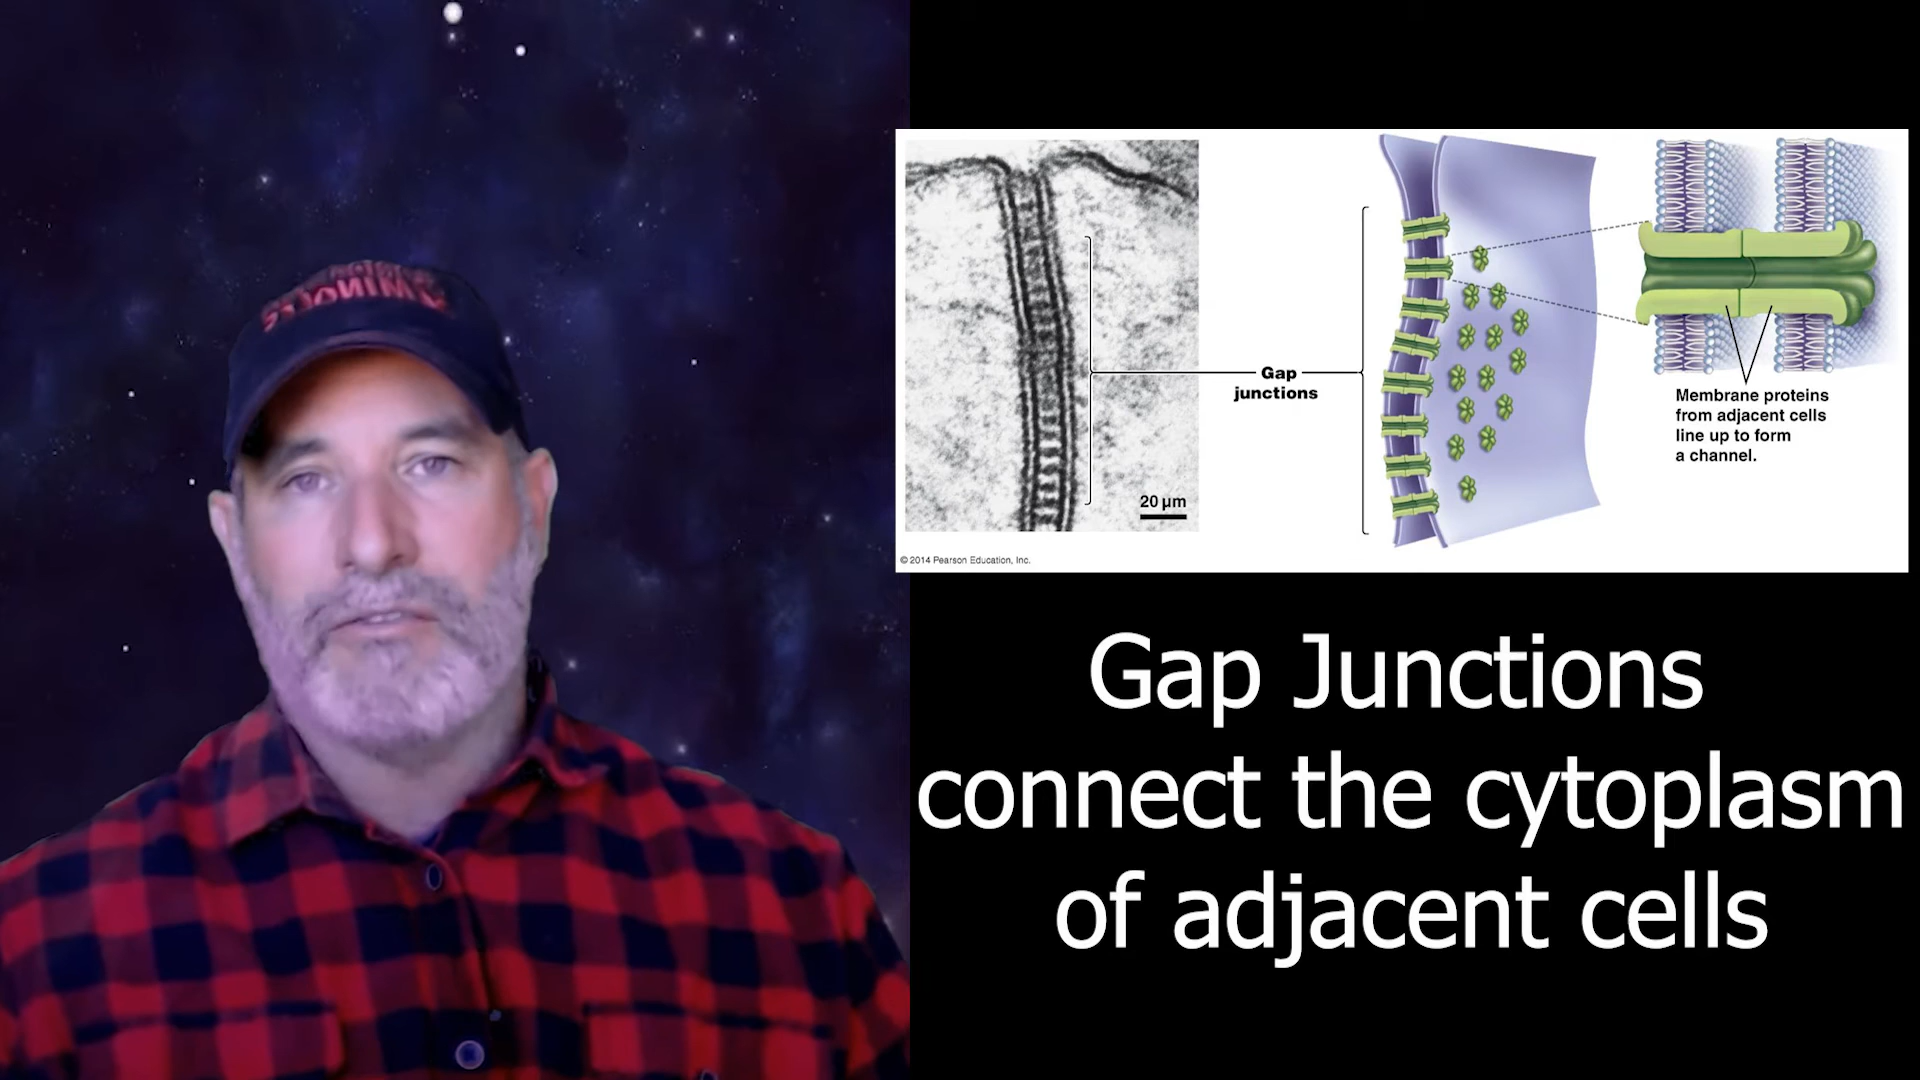 Gap
junctions
20 µm
Membrane proteins
from adjacent cells
line up to form
a channel.
© 2014 Pearson Education, Inc.
Gap Junctions
connect the cytoplasm
of adjacent cells